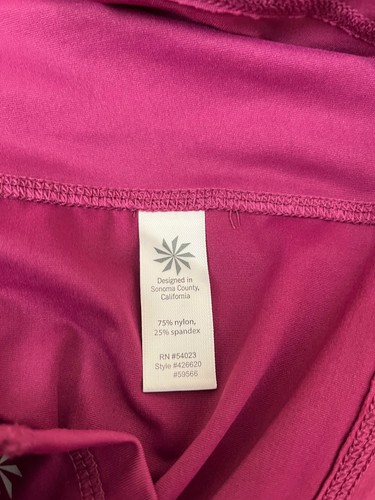 Designed in
Sonoma County,
California
75% nylon,
25% spandex
RN #54023
Style #426620
#59566